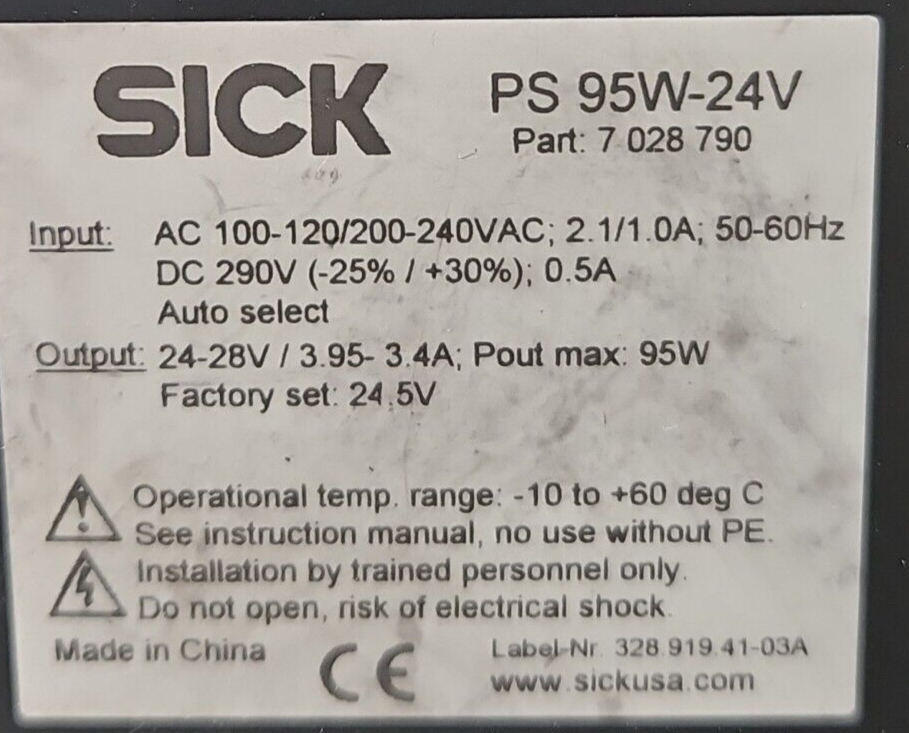 SICK
PS 95W-24V
Part: 7 028 790
Input: AC 100-120/200-240VAC; 2.1/1.0A; 50-60Hz
DC 290V (-25% / +30%); 0.5A
Auto select
Output: 24-28V / 3.95- 3.4A; Pout max: 95W
Factory set: 24.5V
Operational temp. range: -10 to +60 deg C
See instruction manual, no use without PE.
Installation by trained personnel only.
Do not open, risk of electrical shock.
Made in China
CE
Label-Nr. 328.919.41-03A
www.sickusa.com